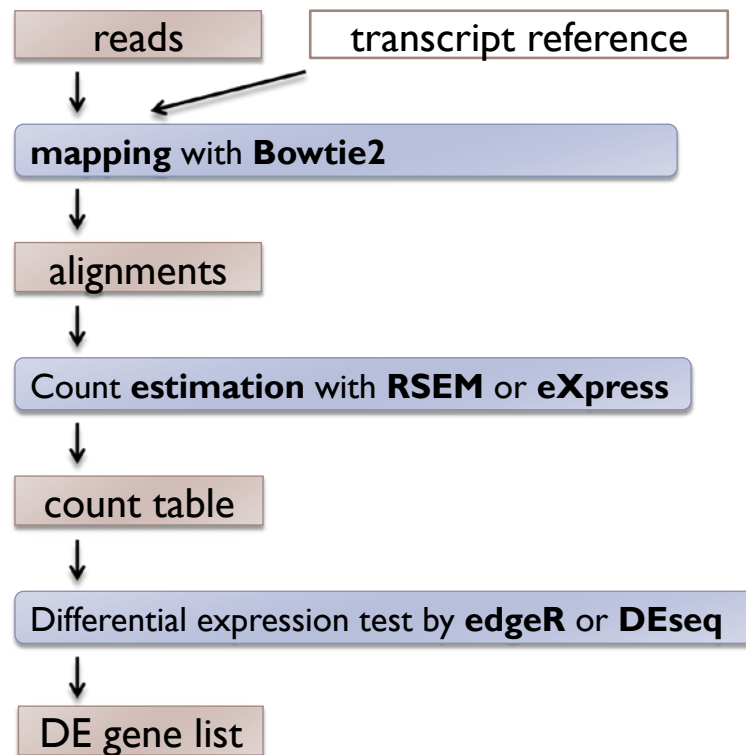 reads
transcript reference
mapping with Bowtie2
alignments
Count estimation with RSEM or eXpress
count table
Differential expression test by edgeR or DEseq
DE gene list